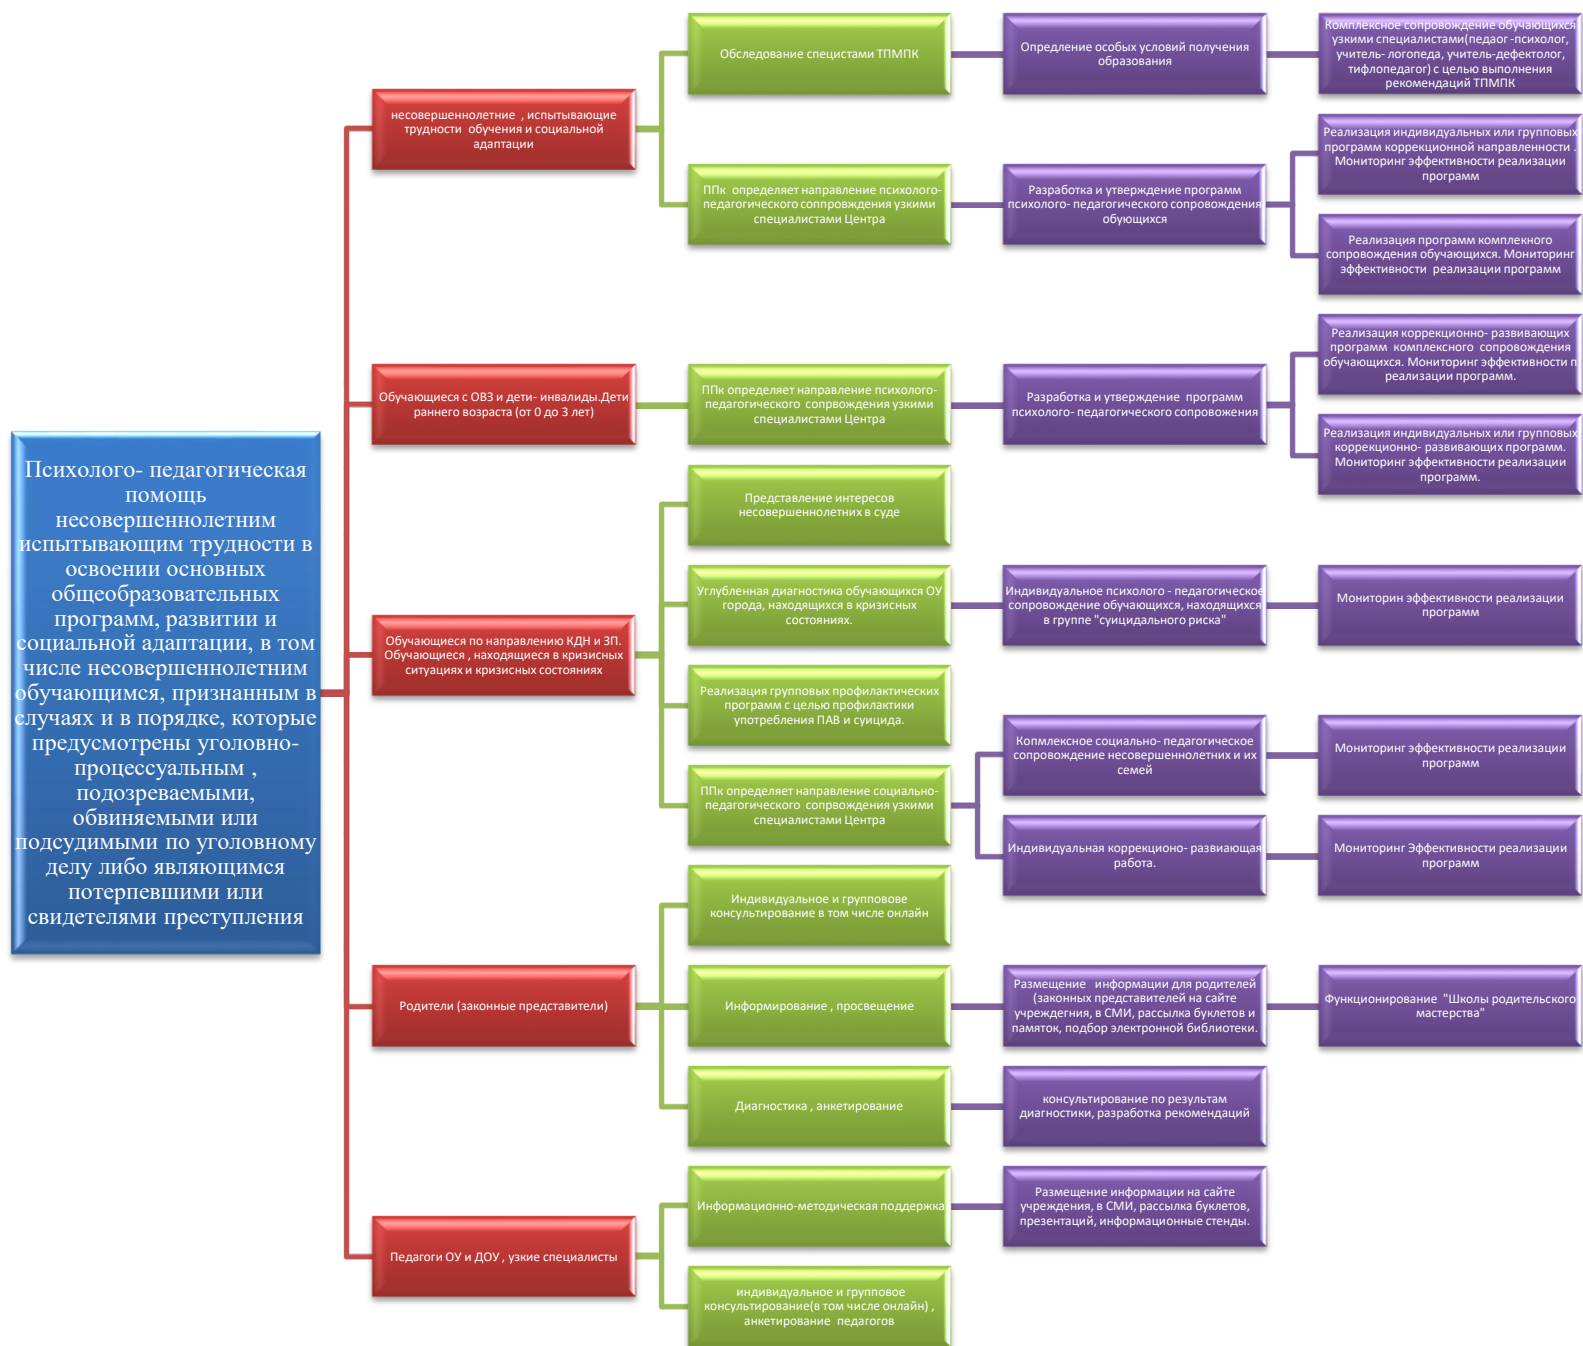 Психолого- педагогическая
помощь
несовершеннолетним
испытывающим трудности в
освоении основных
общеобразовательных
программ, развитии и
социальной адаптации, в том
числе несовершеннолетним
обучающимся, признанным в
случаях и в порядке, которые
предусмотрены уголовно-
процессуальным ,
подозреваемыми,
обвиняемыми или
подсудимыми по уголовному
делу либо являющимся
потерпевшими или
свидетелями преступления
несовершеннолетние , испытывающие
трудности обучения и социальной
адаптации
Обследование специстами ТПМПК
Опредление особых условий получения
образования
Комплексное сопровождение обучающихся
узкими специалистами(педаог-психолог,
учитель- логопеда, учитель-дефектолог,
тифлопедагог) с целью выполнения
рекомендаций ТПМПК
ППк определяет направление психолого-
педагогического соппрвждения узкими
специалистами Центра
Разработка и утверждение программ
психолого- педагогического сопровождения
обующихся
Реализация индивидуальных или групповых
программ коррекционной направленности .
Мониторинг эффективности реализации
программ
Реализация программ комплекного
сопровождения обучающихся. Мониторинг
эффективности реализации программ
Обучающиеся с ОВЗ и дети- инвалиды.Дети
раннего возраста (от 0 до 3 лет)
ППк определяет направление психолого-
педагогического сопрвождения узкими
специалистами Центра
Разработка и утверждение программ
психолого- педагогического сопровожения
Реализация коррекционно- развивающих
программ комплексного сопровождения
обучающихся. Мониторинг эффективности п
реализации программ.
Реализация индивидуальных или групповых
коррекционно- развивающих программ.
Мониторинг эффективности реализации
программ.
Обучающиеся по направлению КДН и ЗП.
Обучающиеся , находящиеся в кризисных
ситуациях и кризисных состояниях
Представление интересов
несовершеннолетних в суде
Углубленная диагностика обучающихся ОУ
города, находящихся в кризисных
состояниях.
Индивидуальное психолого - педагогическое
сопровождение обучающихся, находящихся
в группе "суицидального риска"
Мониторин эффективности реализации
программ
Реализация групповых профилактических
программ с целью профилактики
употребления ПАВ и суицида.
ППк определяет направление социально-
педагогического сопрвождения узкими
специалистами Центра
Копмлексное социально- педагогическое
сопровождение несовершеннолетних и их
семей
Мониторинг эффективности реализации
программ
Индивидуальная коррекционо- развиающая
работа.
Мониторинг Эффективности реализации
программ
Родители (законные представители)
Индивидуальное и групповове
консультирование в том числе онлайн
Информирование , просвещение
Размещение информации для родителей
(законных представителей на сайте
учреждегния, в СМИ, рассылка буклетов и
памяток, подбор электронной библиотеки.
Функционирование "Школы родительского
мастерства"
Диагностика , анкетирование
консультирование по результам
диагностики, разработка рекомендаций
Педагоги ОУ и ДОУ , узкие специалисты
Информационно-методическая поддержка
Размещение информации на сайте
учреждения, в СМИ, рассылка буклетов,
презентаций, информационные стенды.
индивидуальное и групповое
консультирование(в том числе онлайн) ,
анкетирование педагогов